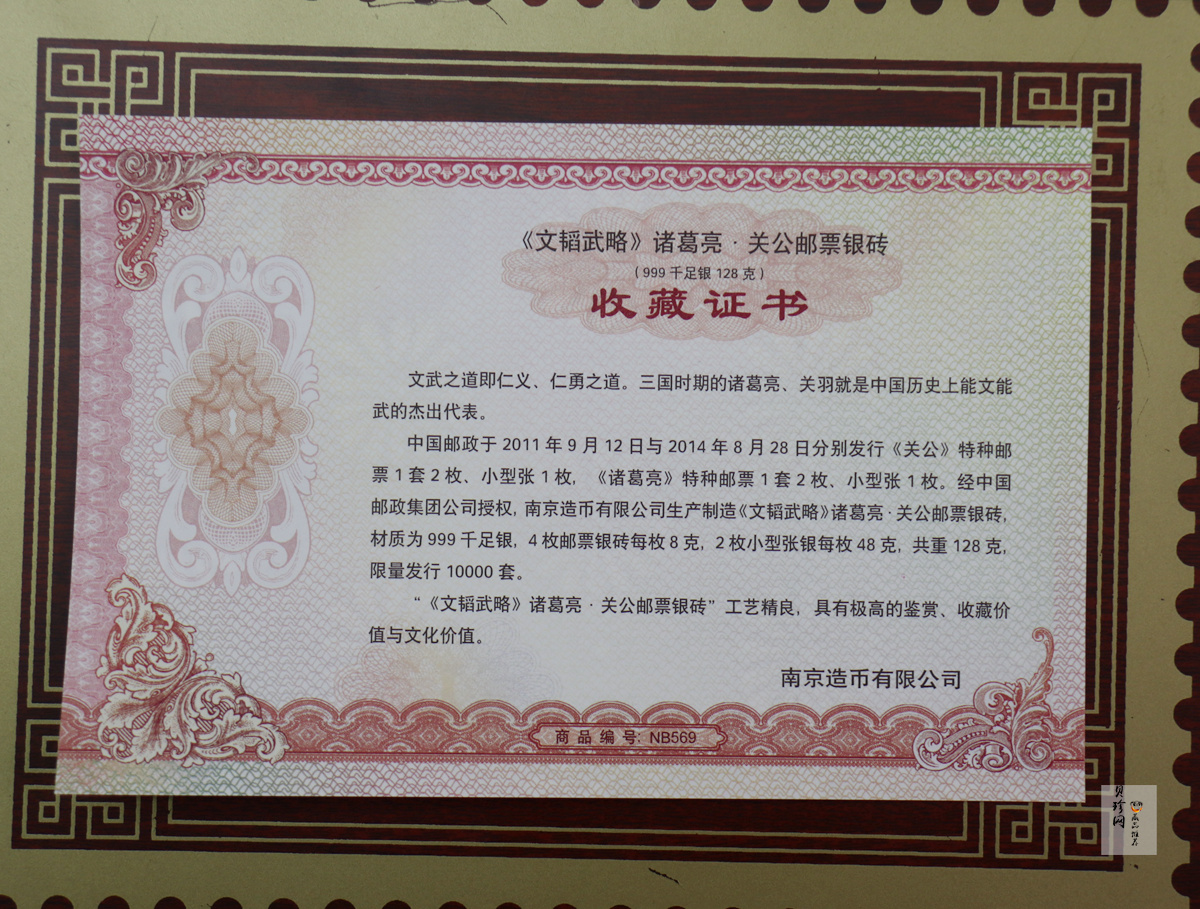 《文韬武略》诸葛亮·关公邮票银砖
（999 千足银 128 克）
收藏证书
文武之道即仁义、仁勇之道。三国时期的诸葛亮、关羽就是中国历史上能文能
武的杰出代表。
中国邮政于 2011 年 9 月 12 日与 2014 年 8 月 28 日分别发行《关公》特种邮
票 1 套 2 枚、小型张 1 枚，《诸葛亮》特种邮票 1 套 2 枚、小型张 1 枚。经中国
邮政集团公司授权，南京造币有限公司生产制造《文韬武略》诸葛亮·关公邮票银砖，
材质为 999 千足银，4 枚邮票银砖每枚 8 克，2 枚小型张银每枚 48 克，共重 128 克，
限量发行 10000 套。
“《文韬武略》诸葛亮·关公邮票银砖”工艺精良，具有极高的鉴赏、收藏价
值与文化价值。
南京造币有限公司
商品编号：NB569
贝珍网
藏品推荐